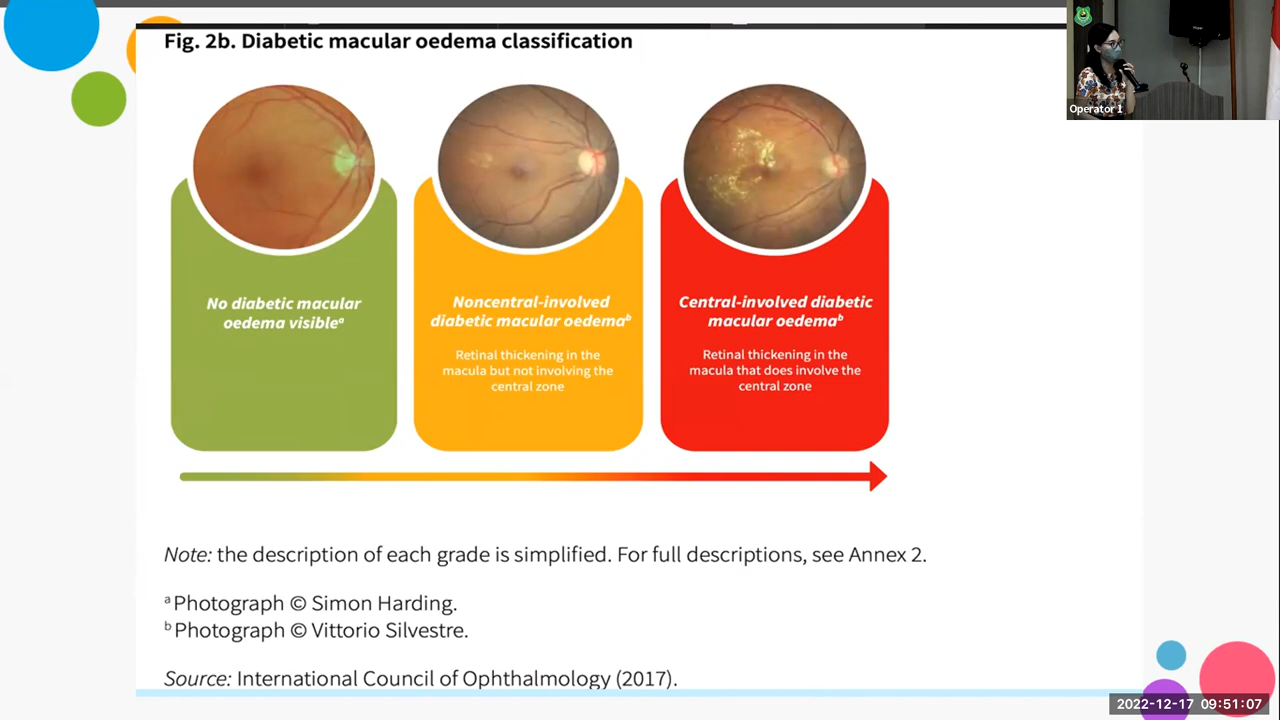 Fig. 2b. Diabetic macular oedema classification
Operator 1
No diabetic macular
oedema visibleᵃ
Noncentral-involved
diabetic macular oedemaᵇ
Retinal thickening in the
macula but not involving the
central zone
Central-involved diabetic
macular oedemaᵇ
Retinal thickening in the
macula that does involve the
central zone
Note: the description of each grade is simplified. For full descriptions, see Annex 2.
ᵃ Photograph © Simon Harding.
ᵇ Photograph © Vittorio Silvestre.
Source: International Council of Ophthalmology (2017).
2022-12-17 09:51:07